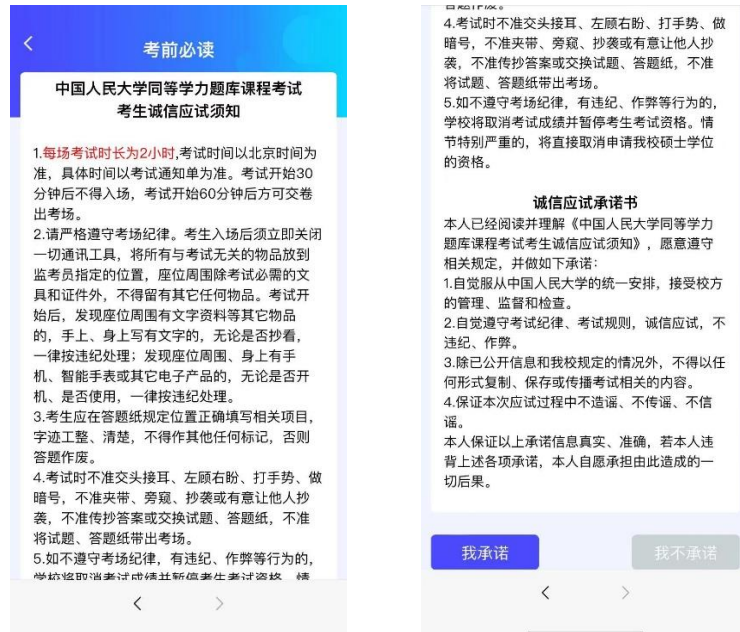 考前必读
中国人民大学同等学力题库课程考试
考生诚信应试须知
1.每场考试时长为2小时,考试时间以北京时间为
准，具体时间以考试通知单为准。考试开始30
分钟后不得入场，考试开始60分钟后方可交卷
出考场。
2.请严格遵守考场纪律。考生入场后须立即关闭
一切通讯工具，将所有与考试无关的物品放到
监考员指定的位置，座位周围除考试必需的文
具和证件外，不得留有其它任何物品。考试开
始后，发现座位周围有文字资料等其它物品
的，手上、身上写有文字的，无论是否抄看，
一律按违纪处理；发现座位周围、身上有手
机、智能手表或其它电子产品的，无论是否开
机、是否使用，一律按违纪处理。
3.考生应在答题纸规定位置正确填写相关项目，
字迹工整、清楚，不得作其他任何标记，否则
答题作废。
4.考试时不准交头接耳、左顾右盼、打手势、做
暗号，不准夹带、旁窥、抄袭或有意让他人抄
袭，不准传抄答案或交换试题、答题纸，不准
将试题、答题纸带出考场。
5.如不遵守考场纪律，有违纪、作弊等行为的，
学校将取消考试成绩并暂停考生考试资格。情
答题作废。
4.考试时不准交头接耳、左顾右盼、打手势、做
暗号，不准夹带、旁窥、抄袭或有意让他人抄
袭，不准传抄答案或交换试题、答题纸，不准
将试题、答题纸带出考场。
5.如不遵守考场纪律，有违纪、作弊等行为的，
学校将取消考试成绩并暂停考生考试资格。情
节特别严重的，将直接取消申请我校硕士学位
的资格。
诚信应试承诺书
本人已经阅读并理解《中国人民大学同等学力
题库课程考试考生诚信应试须知》，愿意遵守
相关规定，并做如下承诺：
1.自觉服从中国人民大学的统一安排，接受校方
的管理、监督和检查。
2.自觉遵守考试纪律、考试规则，诚信应试，不
违纪、作弊。
3.除已公开信息和我校规定的情况外，不得以任
何形式复制、保存或传播考试相关的内容。
4.保证本次应试过程中不造谣、不传谣、不信
谣。
本人保证以上承诺信息真实、准确，若本人违
背上述各项承诺，本人自愿承担由此造成的一
切后果。
我承诺
我不承诺